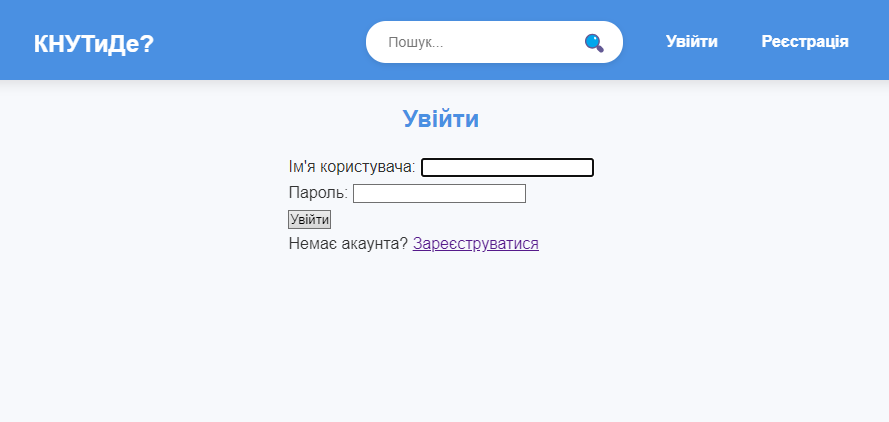 КНУТиДе?
Пошук...
Увійти
Реєстрація
Увійти
Ім'я користувача:
Пароль:
Увійти
Немає акаунта? Зареєструватися